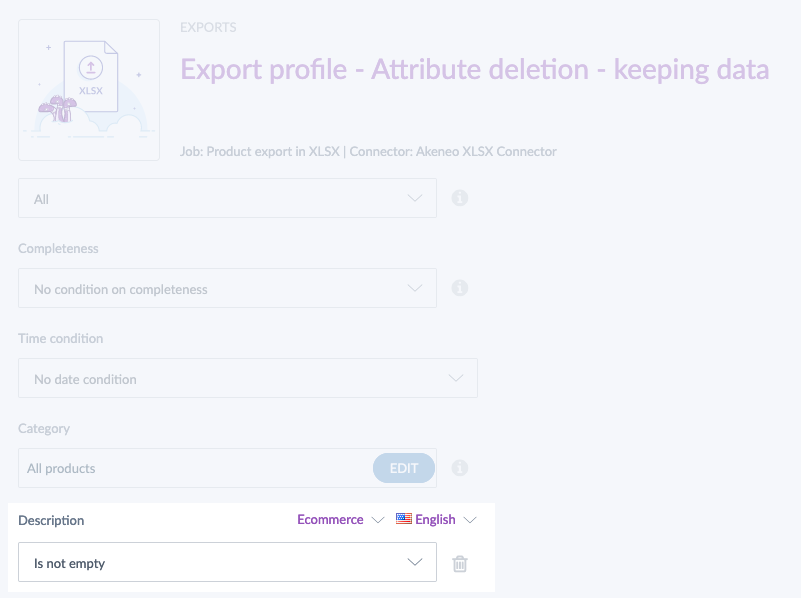 EXPORTS
Export profile - Attribute deletion - keeping data
XLSX
Job: Product export in XLSX | Connector: Akeneo XLSX Connector
All
Completeness
No condition on completeness
Time condition
No date condition
Category
All products EDIT
Description Ecommerce English
Is not empty